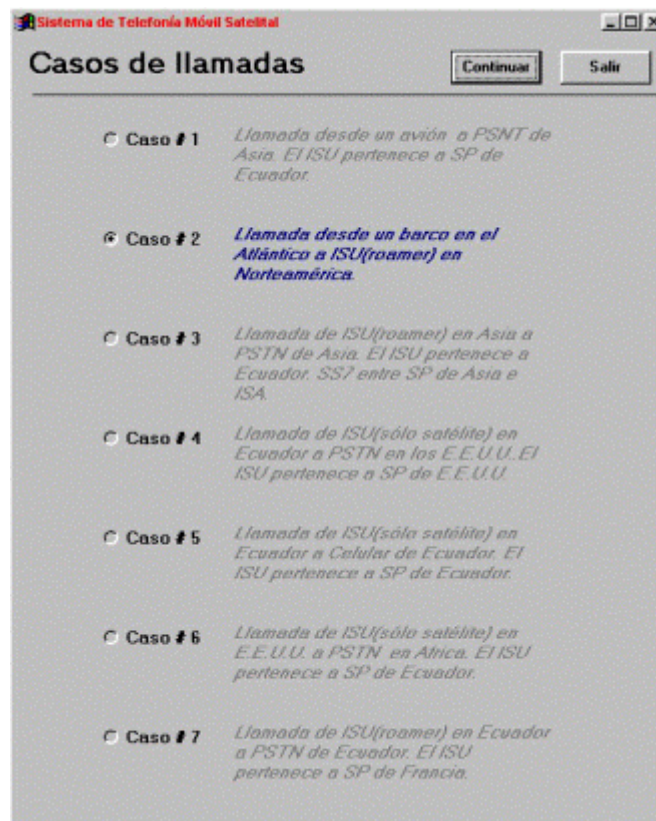 Sistema de Telefonía Móvil Satelital
Casos de llamadas
Continuar
Salir
Caso # 1
Llamada desde un avión a PSNT de
Asia. El ISU pertenece a SP de
Ecuador.
Caso # 2
Llamada desde un barco en el
Atlántico a ISU(roamer) en
Norteamérica.
Caso # 3
Llamada de ISU(roamer) en Asia a
PSTN de Asia. El ISU pertenece a
Ecuador. SS7 entre SP de Asia e
ISA.
Caso # 4
Llamada de ISU(sólo satélite) en
Ecuador a PSTN en los E.E.U.U..El
ISU pertenece a SP de E.E.U.U.
Caso # 5
Llamada de ISU(sólo satélite) en
Ecuador a Celular de Ecuador. El
ISU pertenece a SP de Ecuador.
Caso # 6
Llamada de ISU(sólo satélite) en
E.E.U.U. a PSTN en Africa. El ISU
pertenece a SP de Ecuador.
Caso # 7
Llamada de ISU(roamer) en Ecuador
a PSTN de Ecuador. El ISU
pertenece a SP de Francia.